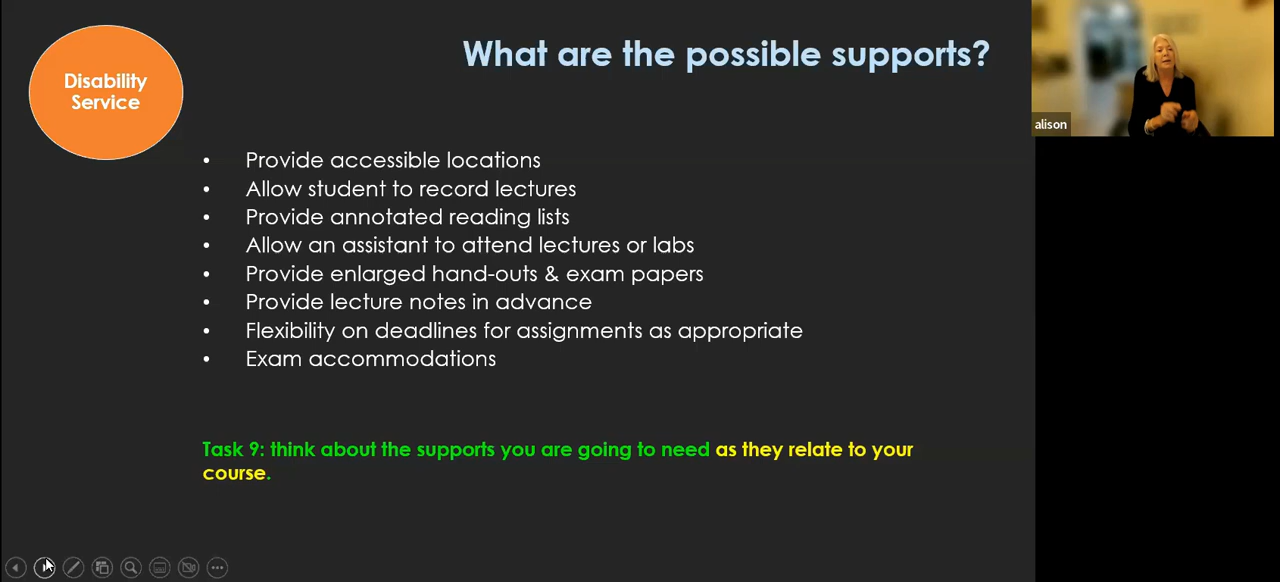 Disability
Service
What are the possible supports?
alison
• Provide accessible locations
• Allow student to record lectures
• Provide annotated reading lists
• Allow an assistant to attend lectures or labs
• Provide enlarged hand-outs & exam papers
• Provide lecture notes in advance
• Flexibility on deadlines for assignments as appropriate
• Exam accommodations
Task 9: think about the supports you are going to need as they relate to your
course.